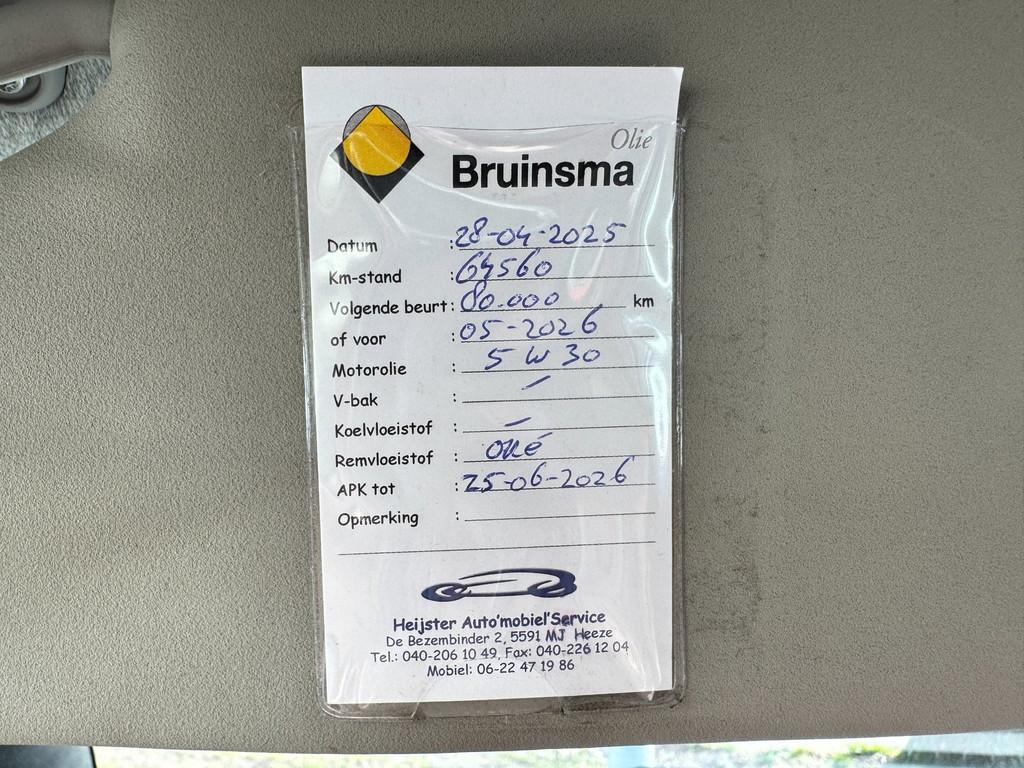 Olie
Bruinsma
Datum : 28-04-2025
Km-stand : 64560
Volgende beurt: 80.000 km
of voor : 05-2026
Motorolie 5 W 30
V-bak : –
Koelvloeistof : –
Remvloeistof : oké
APK tot : 25-06-2026
Opmerking :
Heijster Auto'mobiel'Service
De Bezembinder 2, 5591 MJ Heeze
Tel.: 040-206 10 49, Fax: 040-226 12 04
Mobiel: 06-22 47 19 86